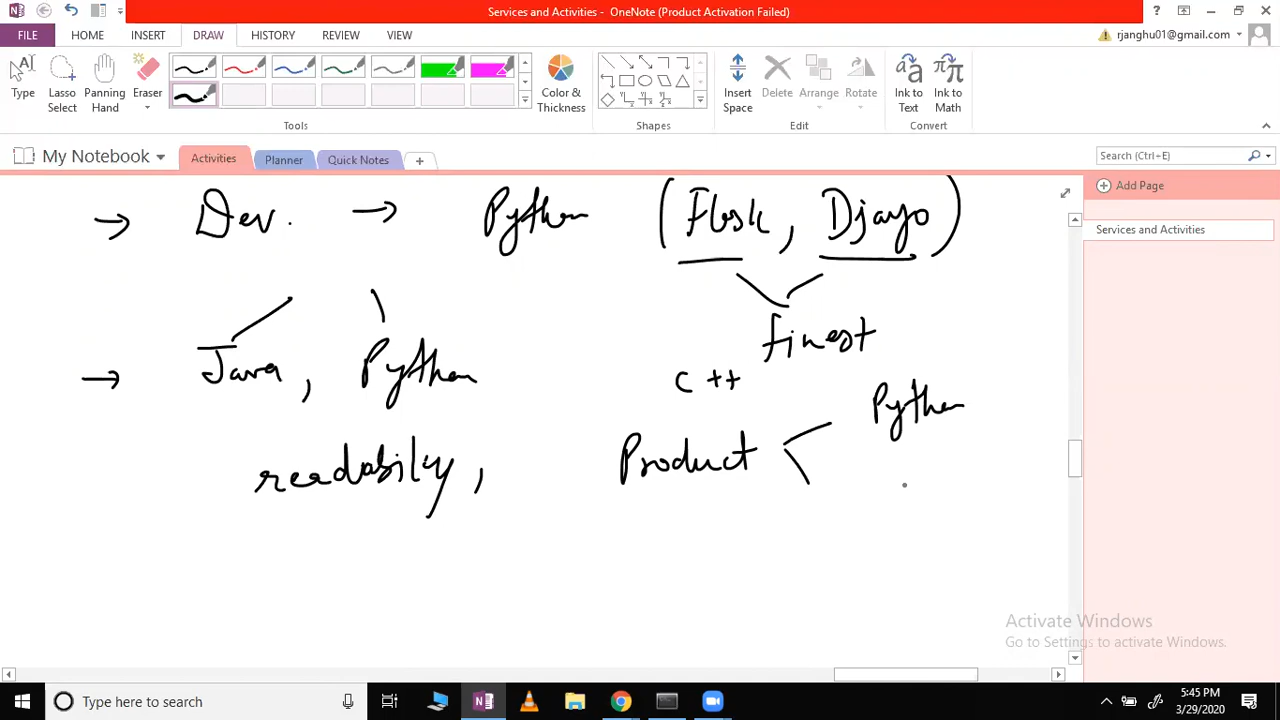 Services and Activities - OneNote (Product Activation Failed)
FILE HOME INSERT DRAW HISTORY REVIEW VIEW
rjanghu01@gmail.com
Type
Lasso Select
Panning Hand
Eraser
Color & Thickness
Insert Space
Delete
Arrange
Rotate
Ink to Text
Ink to Math
Tools
Shapes
Edit
Convert
My Notebook Activities Planner Quick Notes
Search (Ctrl+E)
Add Page
Services and Activities
→ Dev. → Python (Flask, Django)
finest
→ Java, Python
C ++
Python
readability, Product
Activate Windows
Go to Settings to activate Windows.
Type here to search
5:45 PM
3/29/2020